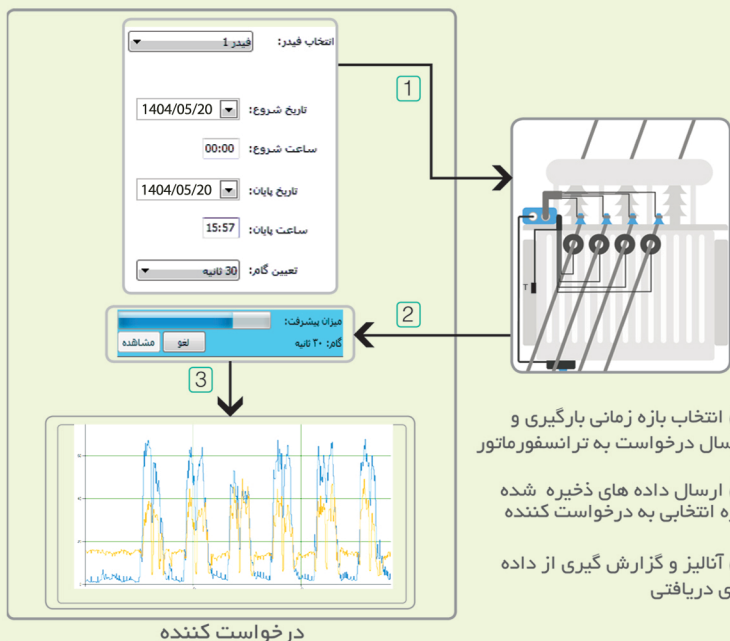 انتخاب فیدر: فیدر 1
تاریخ شروع: 1404/05/20
ساعت شروع: 00:00
تاریخ پایان: 1404/05/20
ساعت پایان: 15:57
تعیین گام: 30 ثانیه
1
T
2
میزان پیشرفت:
گام: ۳۰ ثانیه لغو مشاهده
3
انتخاب بازه زمانی بارگیری و
سال درخواست به ترانسفورماتور
ارسال داده های ذخیره شده
ه انتخابی به درخواست کننده
آنالیز و گزارش گیری از داده
ی دریافتی
درخواست کننده